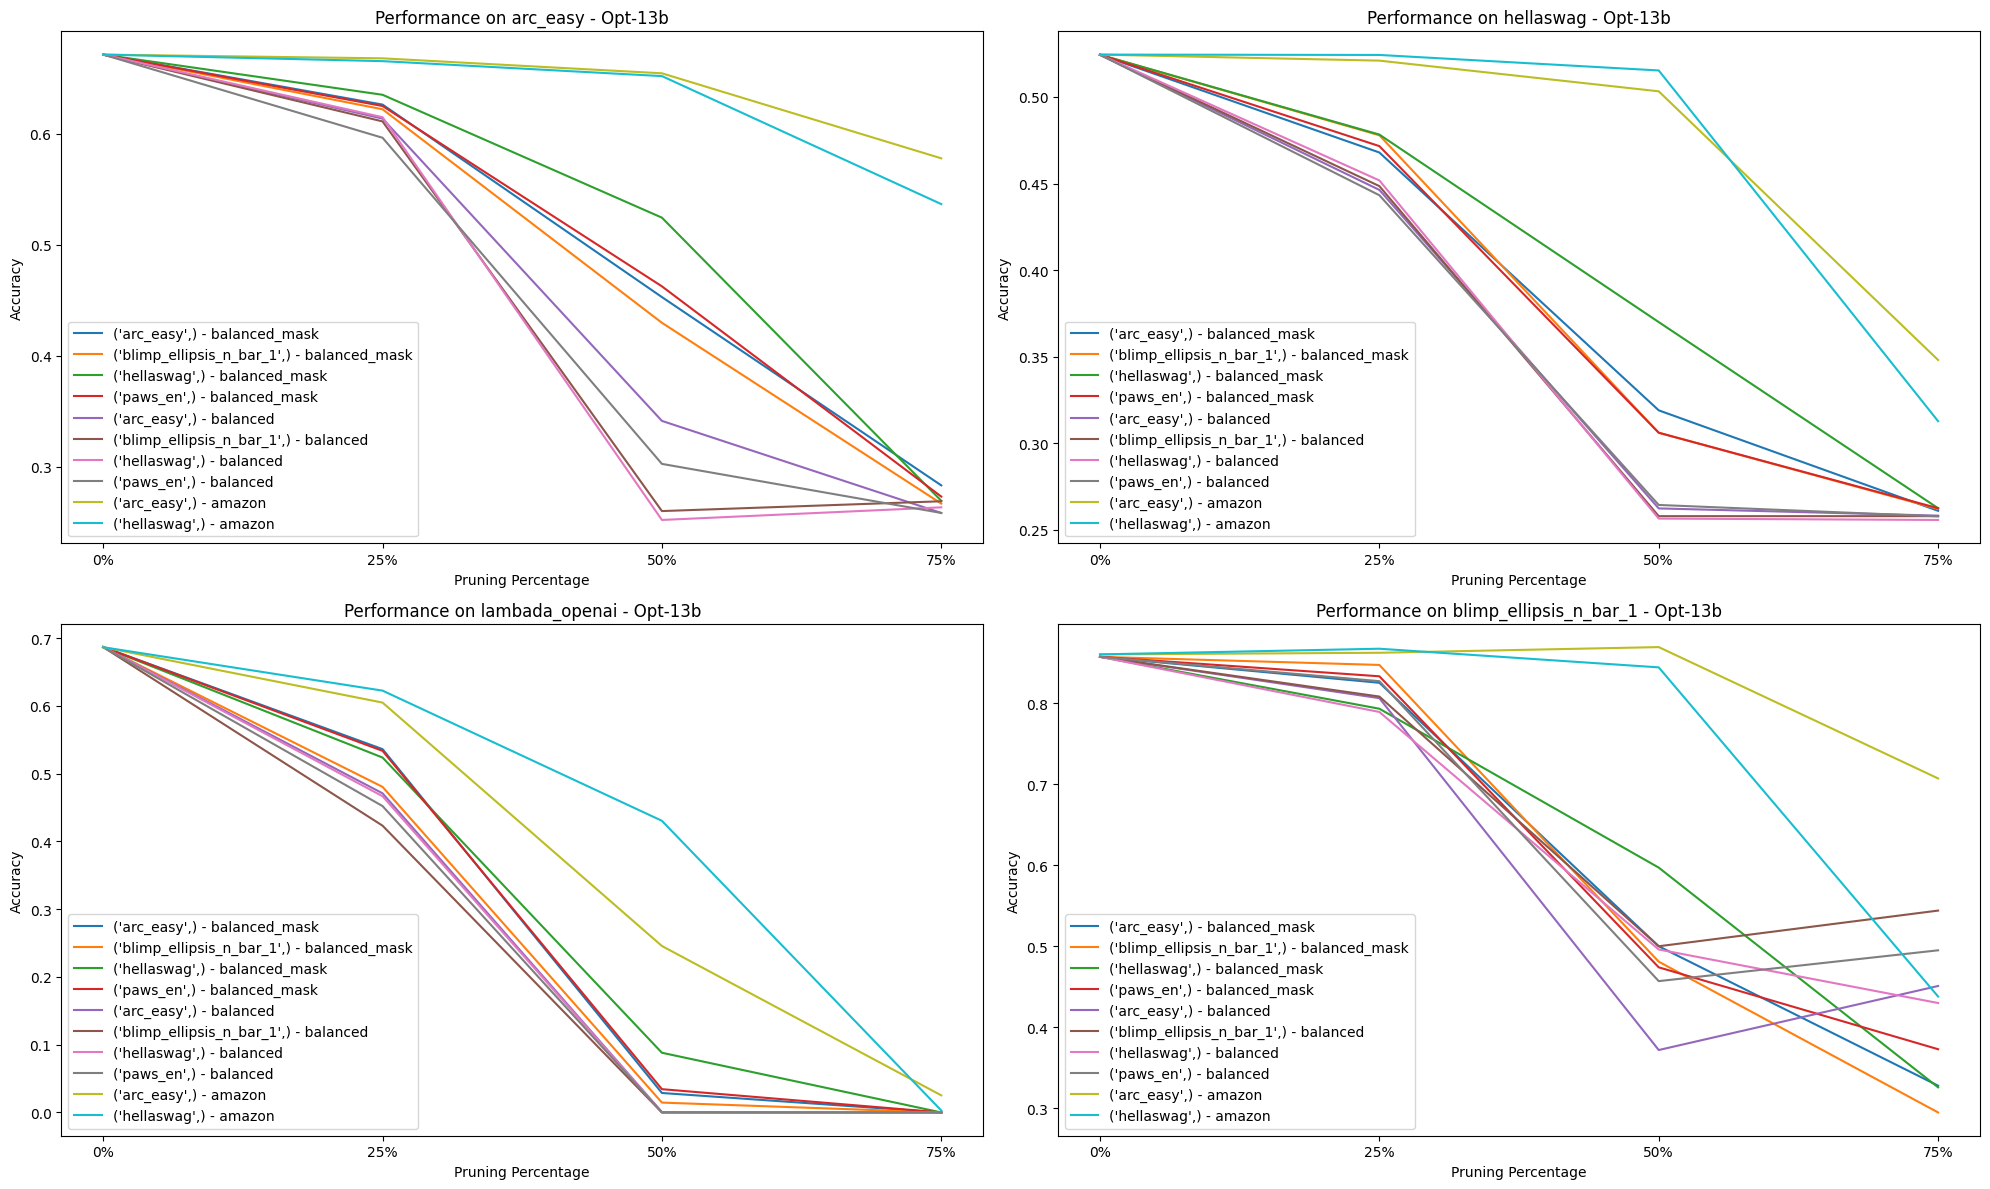 Performance on arc_easy - Opt-13b
Accuracy
0.6
0.5
0.4
0.3
('arc_easy',) - balanced_mask
('blimp_ellipsis_n_bar_1',) - balanced_mask
('hellaswag',) - balanced_mask
('paws_en',) - balanced_mask
('arc_easy',) - balanced
('blimp_ellipsis_n_bar_1',) - balanced
('hellaswag',) - balanced
('paws_en',) - balanced
('arc_easy',) - amazon
('hellaswag',) - amazon
0% 25% 50% 75%
Pruning Percentage
Performance on hellaswag - Opt-13b
Accuracy
0.50
0.45
0.40
0.35
0.30
0.25
('arc_easy',) - balanced_mask
('blimp_ellipsis_n_bar_1',) - balanced_mask
('hellaswag',) - balanced_mask
('paws_en',) - balanced_mask
('arc_easy',) - balanced
('blimp_ellipsis_n_bar_1',) - balanced
('hellaswag',) - balanced
('paws_en',) - balanced
('arc_easy',) - amazon
('hellaswag',) - amazon
0% 25% 50% 75%
Pruning Percentage
Performance on lambada_openai - Opt-13b
Accuracy
0.7
0.6
0.5
0.4
0.3
0.2
0.1
0.0
('arc_easy',) - balanced_mask
('blimp_ellipsis_n_bar_1',) - balanced_mask
('hellaswag',) - balanced_mask
('paws_en',) - balanced_mask
('arc_easy',) - balanced
('blimp_ellipsis_n_bar_1',) - balanced
('hellaswag',) - balanced
('paws_en',) - balanced
('arc_easy',) - amazon
('hellaswag',) - amazon
0% 25% 50% 75%
Pruning Percentage
Performance on blimp_ellipsis_n_bar_1 - Opt-13b
Accuracy
0.8
0.7
0.6
0.5
0.4
0.3
('arc_easy',) - balanced_mask
('blimp_ellipsis_n_bar_1',) - balanced_mask
('hellaswag',) - balanced_mask
('paws_en',) - balanced_mask
('arc_easy',) - balanced
('blimp_ellipsis_n_bar_1',) - balanced
('hellaswag',) - balanced
('paws_en',) - balanced
('arc_easy',) - amazon
('hellaswag',) - amazon
0% 25% 50% 75%
Pruning Percentage